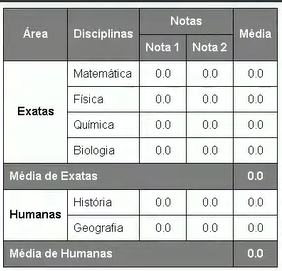 Área Disciplinas Notas Média
Nota 1 Nota 2
Exatas
Matemática 0.0 0.0 0.0
Física 0.0 0.0 0.0
Química 0.0 0.0 0.0
Biologia 0.0 0.0 0.0
Média de Exatas 0.0
Humanas
História 0.0 0.0 0.0
Geografia 0.0 0.0 0.0
Média de Humanas 0.0